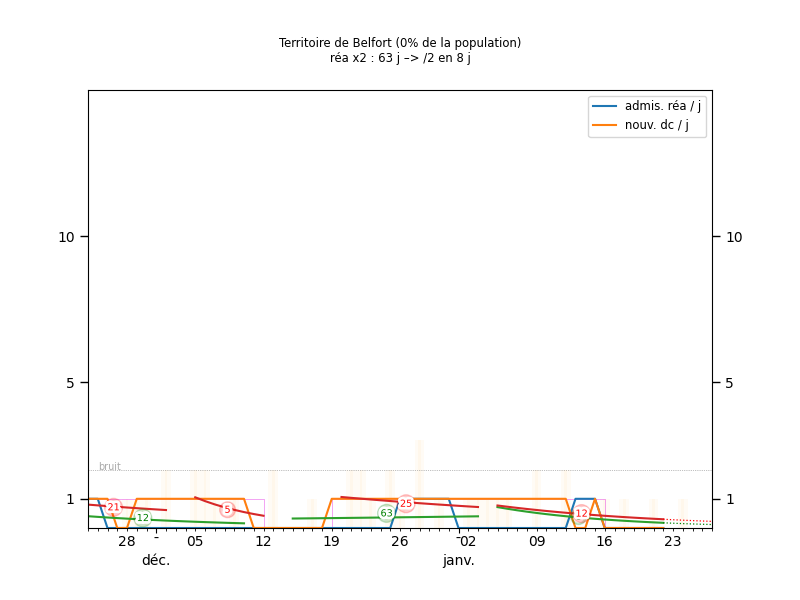 Territoire de Belfort (0% de la population)
réa x2 : 63 j –> /2 en 8 j
admis. réa / j
nouv. dc / j
10 10
5 5
bruit
1 1
21 12 5 63 25 12
28 05 12 19 26 02 09 16 23
déc. janv.